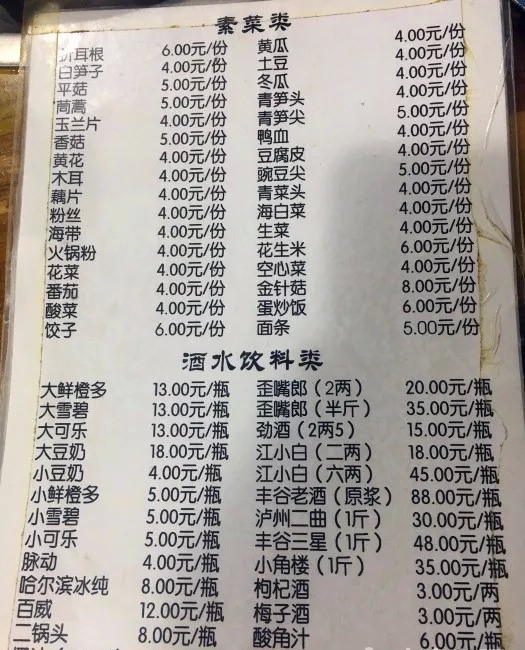 素菜类
折耳根 6.00元/份 黄瓜 4.00元/份
白笋子 4.00元/份 土豆 4.00元/份
平菇 5.00元/份 冬瓜 4.00元/份
茼蒿 5.00元/份 青笋头 4.00元/份
玉兰片 4.00元/份 青笋尖 5.00元/份
香菇 5.00元/份 鸭血 4.00元/份
黄花 4.00元/份 豆腐皮 4.00元/份
木耳 4.00元/份 豌豆尖 5.00元/份
藕片 4.00元/份 青菜头 4.00元/份
粉丝 4.00元/份 海白菜 4.00元/份
海带 4.00元/份 生菜 4.00元/份
火锅粉 4.00元/份 花生米 6.00元/份
花菜 4.00元/份 空心菜 4.00元/份
番茄 4.00元/份 金针菇 8.00元/份
酸菜 4.00元/份 蛋炒饭 6.00元/份
饺子 6.00元/份 面条 5.00元/份
酒水饮料类
大鲜橙多 13.00元/瓶 歪嘴郎（2两） 20.00元/瓶
大雪碧 13.00元/瓶 歪嘴郎（半斤） 35.00元/瓶
大可乐 13.00元/瓶 劲酒（2两5） 15.00元/瓶
大豆奶 18.00元/瓶 江小白（二两） 18.00元/瓶
小豆奶 4.00元/瓶 江小白（六两） 45.00元/瓶
小鲜橙多 5.00元/瓶 丰谷老酒（原浆） 88.00元/瓶
小雪碧 5.00元/瓶 泸州二曲（1斤） 30.00元/瓶
小可乐 5.00元/瓶 丰谷三星（1斤） 48.00元/瓶
脉动 4.00元/瓶 小角楼（1斤） 35.00元/瓶
哈尔滨冰纯 8.00元/瓶 枸杞酒 3.00元/两
百威 12.00元/瓶 梅子酒 3.00元/两
二锅头 8.00元/瓶 酸角汁 6.00元/瓶